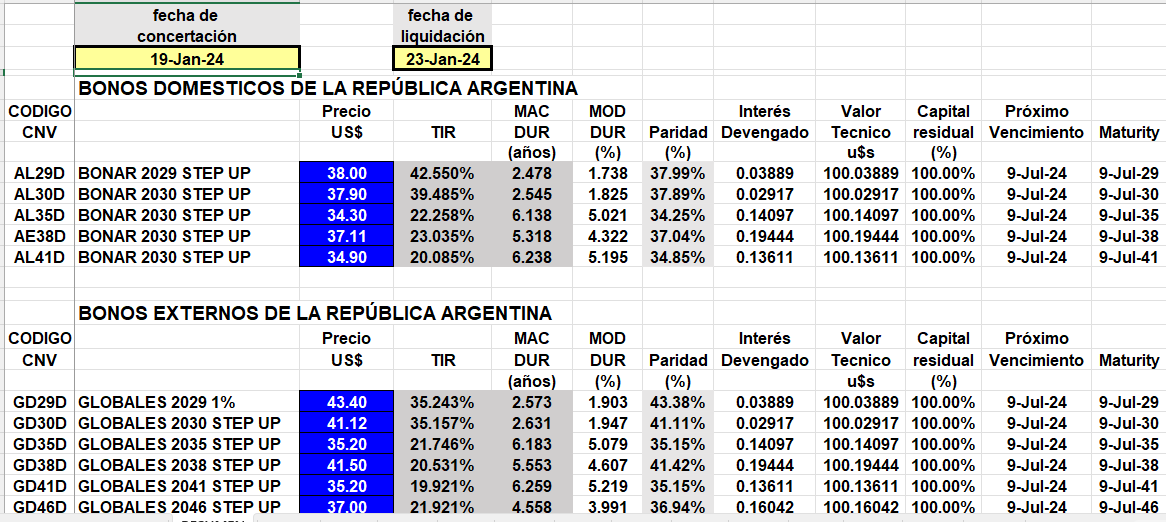 fecha de fecha de
concertación liquidación
19-Jan-24 23-Jan-24
BONOS DOMESTICOS DE LA REPÚBLICA ARGENTINA
CODIGO Precio MAC MOD Interés Valor Capital Próximo
CNV US$ TIR DUR DUR Paridad Devengado Tecnico residual Vencimiento Maturity
(años) (%) (%) u$s (%)
AL29D BONAR 2029 STEP UP 38.00 42.550% 2.478 1.738 37.99% 0.03889 100.03889 100.00% 9-Jul-24 9-Jul-29
AL30D BONAR 2030 STEP UP 37.90 39.485% 2.545 1.825 37.89% 0.02917 100.02917 100.00% 9-Jul-24 9-Jul-30
AL35D BONAR 2030 STEP UP 34.30 22.258% 6.138 5.021 34.25% 0.14097 100.14097 100.00% 9-Jul-24 9-Jul-35
AE38D BONAR 2030 STEP UP 37.11 23.035% 5.318 4.322 37.04% 0.19444 100.19444 100.00% 9-Jul-24 9-Jul-38
AL41D BONAR 2030 STEP UP 34.90 20.085% 6.238 5.195 34.85% 0.13611 100.13611 100.00% 9-Jul-24 9-Jul-41
BONOS EXTERNOS DE LA REPÚBLICA ARGENTINA
CODIGO Precio MAC MOD Interés Valor Capital Próximo
CNV US$ TIR DUR DUR Paridad Devengado Tecnico residual Vencimiento Maturity
(años) (%) (%) u$s (%)
GD29D GLOBALES 2029 1% 43.40 35.243% 2.573 1.903 43.38% 0.03889 100.03889 100.00% 9-Jul-24 9-Jul-29
GD30D GLOBALES 2030 STEP UP 41.12 35.157% 2.631 1.947 41.11% 0.02917 100.02917 100.00% 9-Jul-24 9-Jul-30
GD35D GLOBALES 2035 STEP UP 35.20 21.746% 6.183 5.079 35.15% 0.14097 100.14097 100.00% 9-Jul-24 9-Jul-35
GD38D GLOBALES 2038 STEP UP 41.50 20.531% 5.553 4.607 41.42% 0.19444 100.19444 100.00% 9-Jul-24 9-Jul-38
GD41D GLOBALES 2041 STEP UP 35.20 19.921% 6.259 5.219 35.15% 0.13611 100.13611 100.00% 9-Jul-24 9-Jul-41
GD46D GLOBALES 2046 STEP UP 37.00 21.921% 4.558 3.991 36.94% 0.16042 100.16042 100.00% 9-Jul-24 9-Jul-46